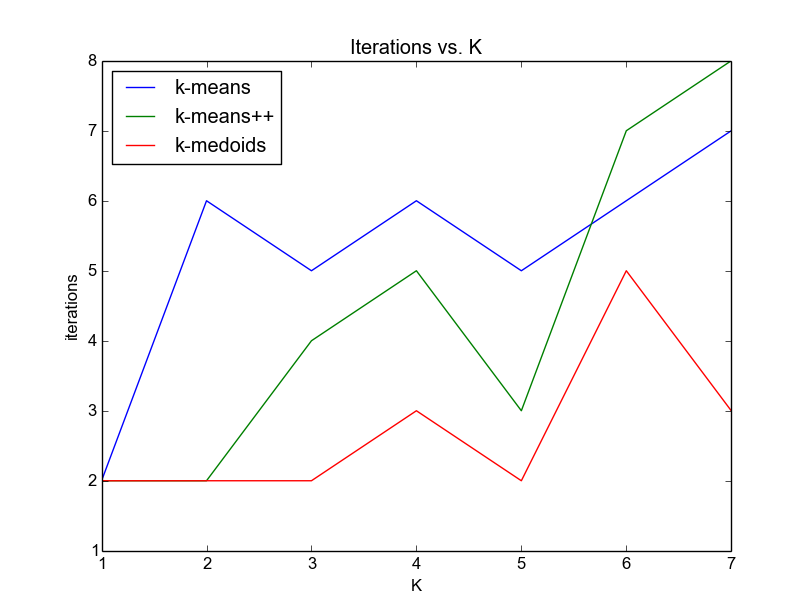 Iterations vs. K
k-means
k-means++
k-medoids
8
7
6
5
4
3
2
1
iterations
1 2 3 4 5 6 7
K